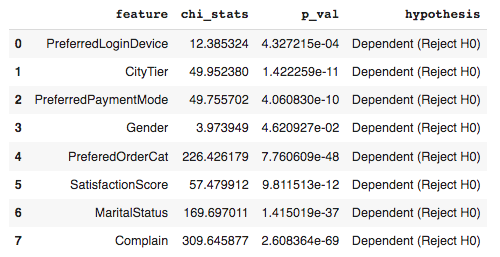 feature chi_stats p_val hypothesis
0 PreferredLoginDevice 12.385324 4.327215e-04 Dependent (Reject H0)
1 CityTier 49.952380 1.422259e-11 Dependent (Reject H0)
2 PreferredPaymentMode 49.755702 4.060830e-10 Dependent (Reject H0)
3 Gender 3.973949 4.620927e-02 Dependent (Reject H0)
4 PreferedOrderCat 226.426179 7.760609e-48 Dependent (Reject H0)
5 SatisfactionScore 57.479912 9.811513e-12 Dependent (Reject H0)
6 MaritalStatus 169.697011 1.415019e-37 Dependent (Reject H0)
7 Complain 309.645877 2.608364e-69 Dependent (Reject H0)